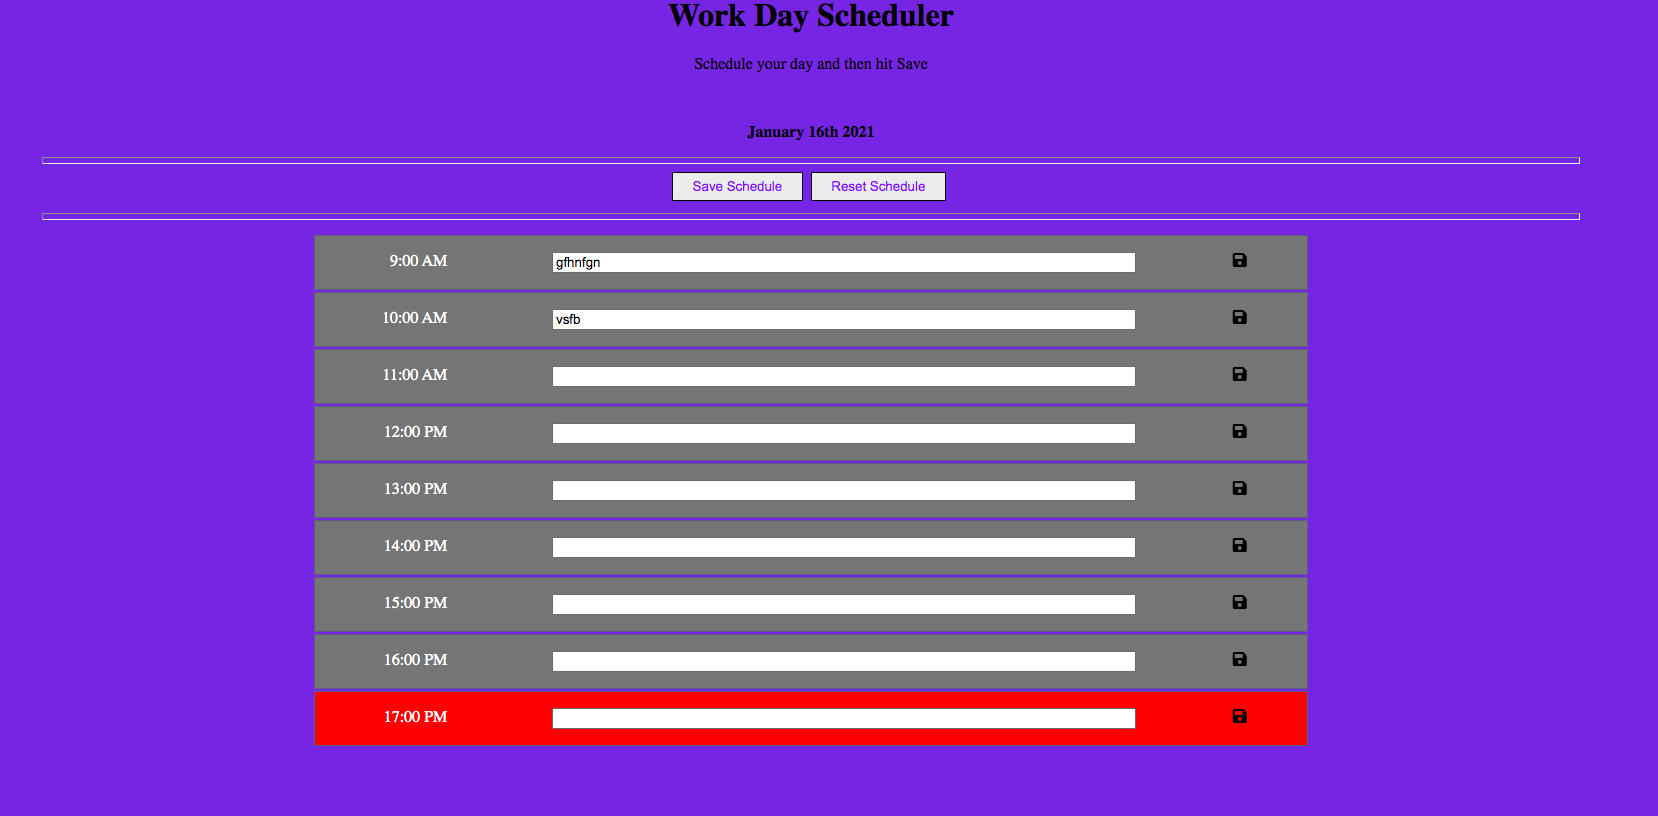 Work Day Scheduler
Schedule your day and then hit Save
January 16th 2021
Save Schedule Reset Schedule
9:00 AM gfhnfgn
10:00 AM vsfb
11:00 AM
12:00 PM
13:00 PM
14:00 PM
15:00 PM
16:00 PM
17:00 PM